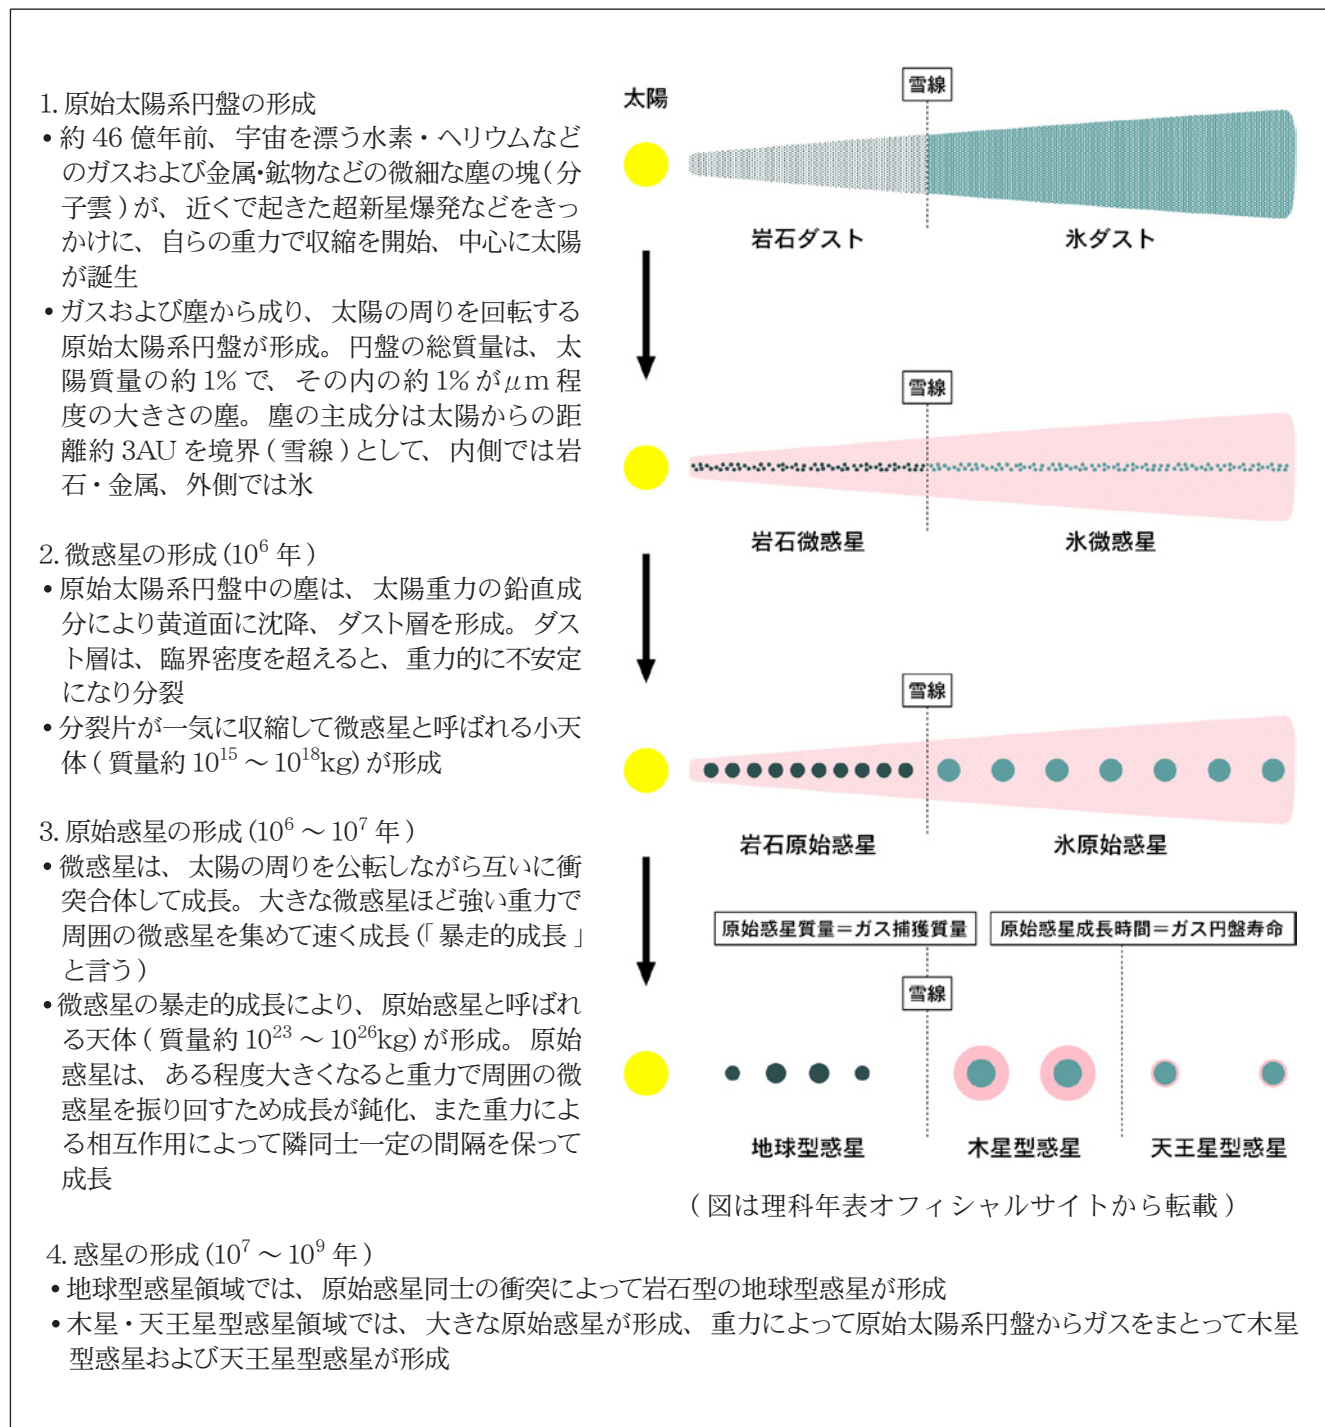 1. 原始太陽系円盤の形成
• 約 46 億年前、宇宙を漂う水素・ヘリウムなど
のガスおよび金属・鉱物などの微細な塵の塊(分
子雲)が、近くで起きた超新星爆発などをきっ
かけに、自らの重力で収縮を開始、中心に太陽
が誕生
• ガスおよび塵から成り、太陽の周りを回転する
原始太陽系円盤が形成。円盤の総質量は、太
陽質量の約 1% で、その内の約 1% がμm 程
度の大きさの塵。塵の主成分は太陽からの距
離約 3AU を境界(雪線)として、内側では岩
石・金属、外側では氷
2. 微惑星の形成(10⁶ 年)
• 原始太陽系円盤中の塵は、太陽重力の鉛直成
分により黄道面に沈降、ダスト層を形成。ダス
ト層は、臨界密度を超えると、重力的に不安定
になり分裂
• 分裂片が一気に収縮して微惑星と呼ばれる小天
体(質量約 10¹⁵ ~ 10¹⁸kg)が形成
3. 原始惑星の形成(10⁶ ~ 10⁷ 年)
• 微惑星は、太陽の周りを公転しながら互いに衝
突合体して成長。大きな微惑星ほど強い重力で
周囲の微惑星を集めて速く成長(「暴走的成長」
と言う)
• 微惑星の暴走的成長により、原始惑星と呼ばれ
る天体(質量約 10²³ ~ 10²⁶kg)が形成。原始
惑星は、ある程度大きくなると重力で周囲の微
惑星を振り回すため成長が鈍化、また重力によ
る相互作用によって隣同士一定の間隔を保って
成長
太陽
雪線
岩石ダスト
氷ダスト
雪線
岩石微惑星
氷微惑星
雪線
岩石原始惑星
氷原始惑星
原始惑星質量=ガス捕獲質量
原始惑星成長時間=ガス円盤寿命
雪線
地球型惑星
木星型惑星
天王星型惑星
(図は理科年表オフィシャルサイトから転載)
4. 惑星の形成(10⁷ ~ 10⁹ 年)
• 地球型惑星領域では、原始惑星同士の衝突によって岩石型の地球型惑星が形成
• 木星・天王星型惑星領域では、大きな原始惑星が形成、重力によって原始太陽系円盤からガスをまとって木星
型惑星および天王星型惑星が形成